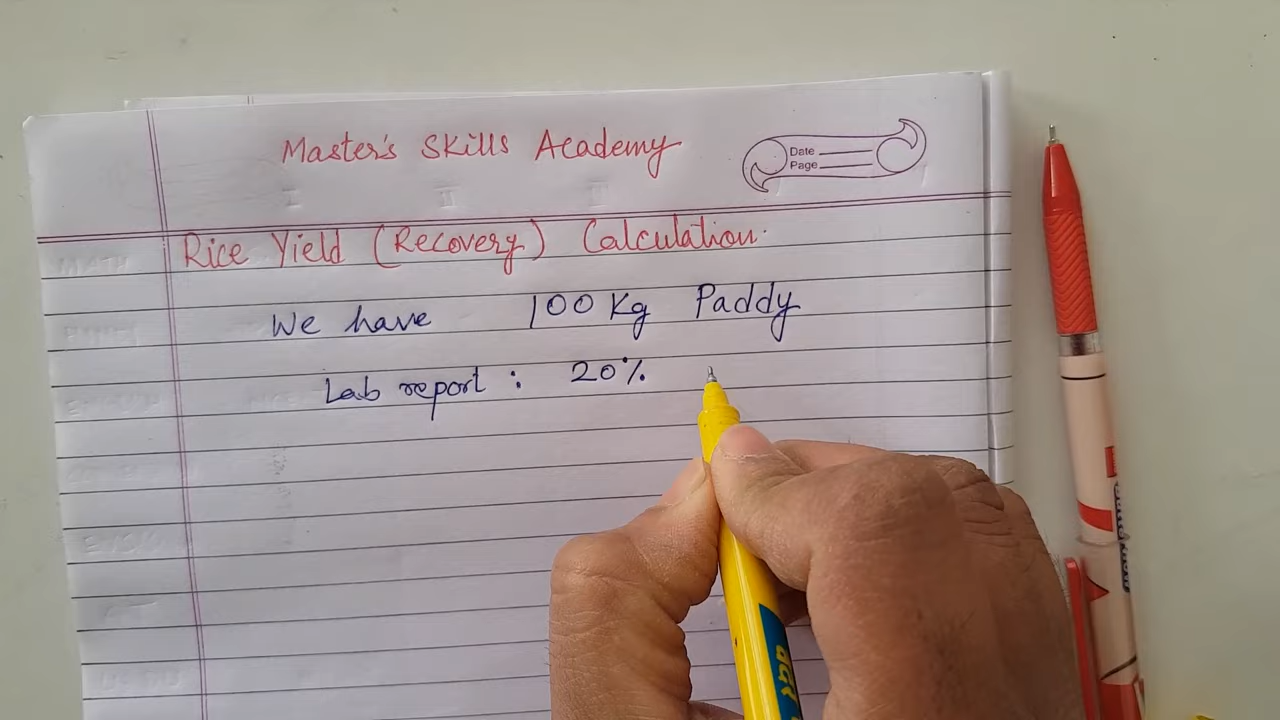 Master's Skills Academy
Date
Page
Rice Yield (Recovery) Calculation.
We have 100 Kg Paddy
Lab report : 20%